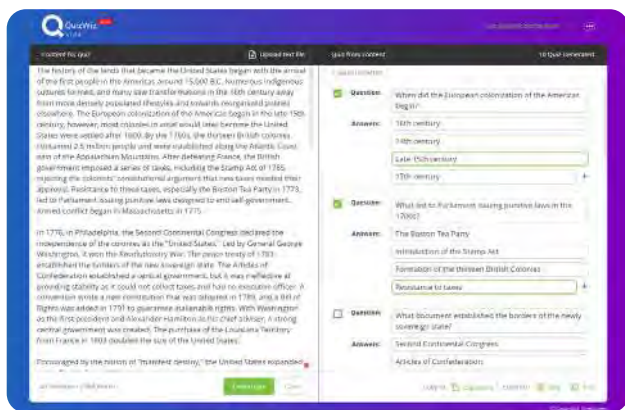 QuizWiz
Content for quiz
Upload text file
Quiz from content
10 Quiz Generated
The history of the lands that became the United States began with the arrival
of the first people in the Americas around 15,000 B.C. Numerous indigenous
cultures formed, and many saw transformations in the 16th century away
from more densely populated lifestyles and towards reorganized polities
elsewhere. The European colonization of the Americas began in the late 15th
century, however, most colonies in what would later become the United
States were settled after 1600. By the 1760s, the thirteen British colonies
contained 2.5 million people and were established along the Atlantic Coast
east of the Appalachian Mountains. After defeating France, the British
government imposed a series of taxes, including the Stamp Act of 1765,
rejecting the colonists' constitutional argument that new taxes needed their
approval. Resistance to these taxes, especially the Boston Tea Party in 1773,
led to Parliament issuing punitive laws designed to end self-government.
Armed conflict began in Massachusetts in 1775.
In 1776, in Philadelphia, the Second Continental Congress declared the
independence of the colonies as the "United States." Led by General George
Washington, it won the Revolutionary War. The peace treaty of 1783
established the borders of the new sovereign state. The Articles of
Confederation established a central government, but it was ineffective at
providing stability as it could not collect taxes and had no executive officer. A
convention wrote a new constitution that was adopted in 1789, and a Bill of
Rights was added in 1791 to guarantee inalienable rights. With Washington
as the first president and Alexander Hamilton as his chief adviser, a strong
central government was created. The purchase of the Louisiana Territory
from France in 1803 doubled the size of the United States.
Encouraged by the notion of "manifest destiny," the United States expanded
Question:
When did the European colonization of the Americas
begin?
Answer:
16th century
14th century
Late 15th century
17th century
Question:
What led to Parliament issuing punitive laws in the
1760s?
Answer:
The Boston Tea Party
Introduction of the Stamp Act
Formation of the thirteen British Colonies
Resistance to taxes
Question:
What document established the borders of the newly
sovereign state?
Answer:
Second Continental Congress
Articles of Confederation